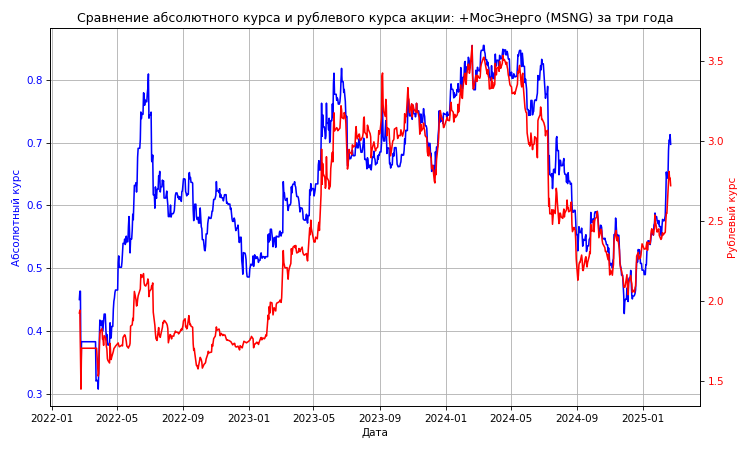 Сравнение абсолютного курса и рублевого курса акции: +МосЭнерго (MSNG) за три года
Абсолютный курс
0.8
0.7
0.6
0.5
0.4
0.3
3.5
3.0
2.5
2.0
1.5
Рублевый курс
2022-01 2022-05 2022-09 2023-01 2023-05 2023-09 2024-01 2024-05 2024-09 2025-01
Дата